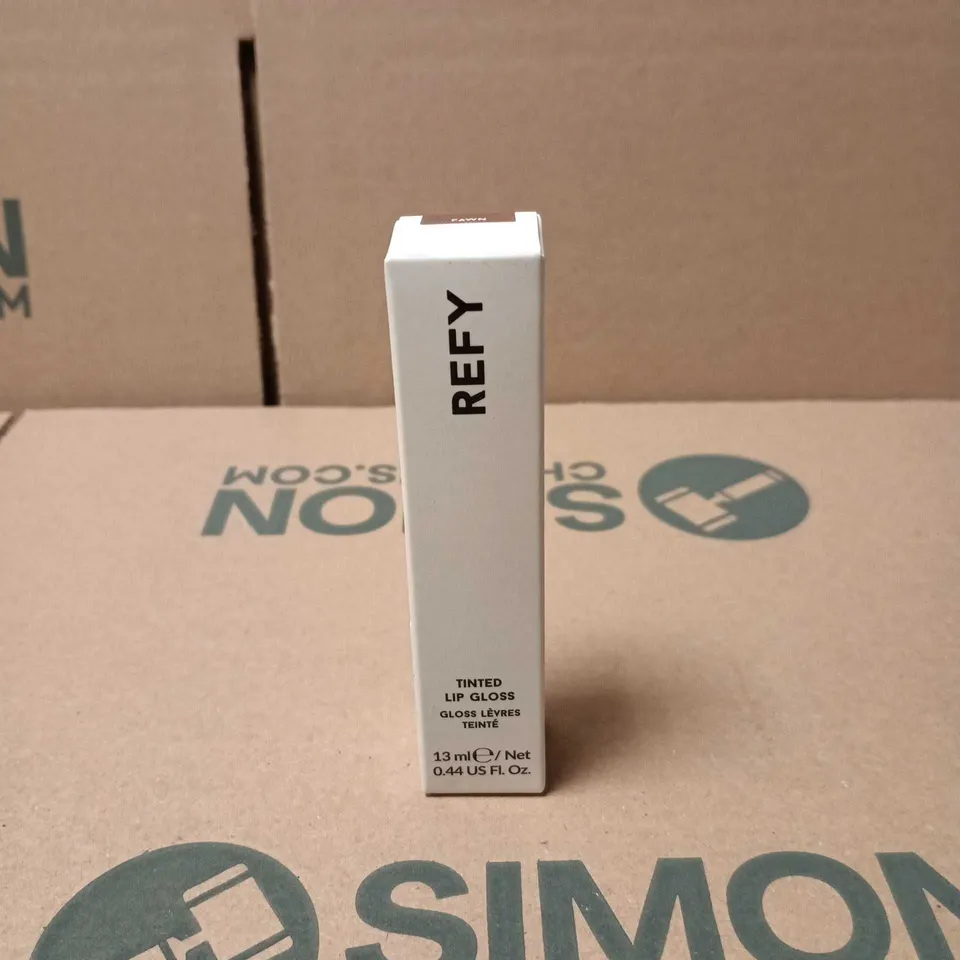 N
M
FAWN
REFY
CH S.COM
SIMON
TINTED
LIP GLOSS
GLOSS LÈVRES
TEINTÉ
13 ml℮/ Net
0.44 US Fl. Oz.
SIMON